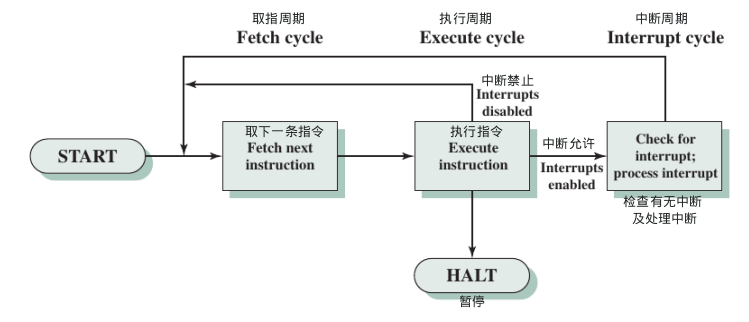 取指周期
Fetch cycle
执行周期
Execute cycle
中断周期
Interrupt cycle
中断禁止
Interrupts
disabled
START
取下一条指令
Fetch next
instruction
执行指令
Execute
instruction
中断允许
Interrupts
enabled
Check for
interrupt;
process interrupt
检查有无中断
及处理中断
HALT
暂停